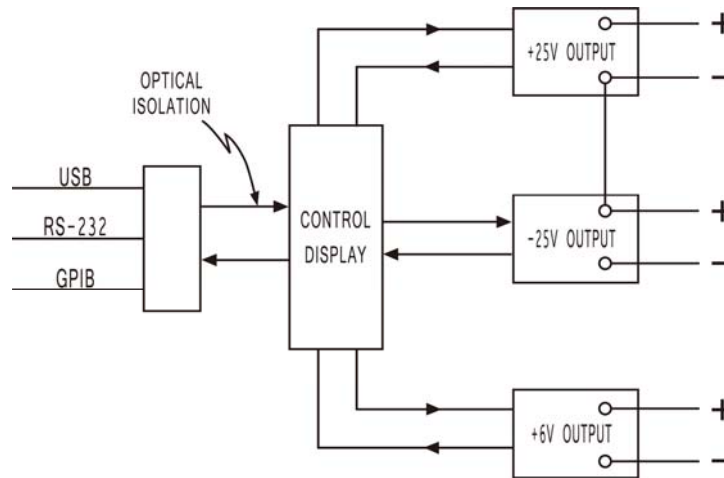 +25V OUTPUT
+
-
OPTICAL
ISOLATION
USB
RS-232
GPIB
CONTROL
DISPLAY
-25V OUTPUT
+
-
+6V OUTPUT
+
-